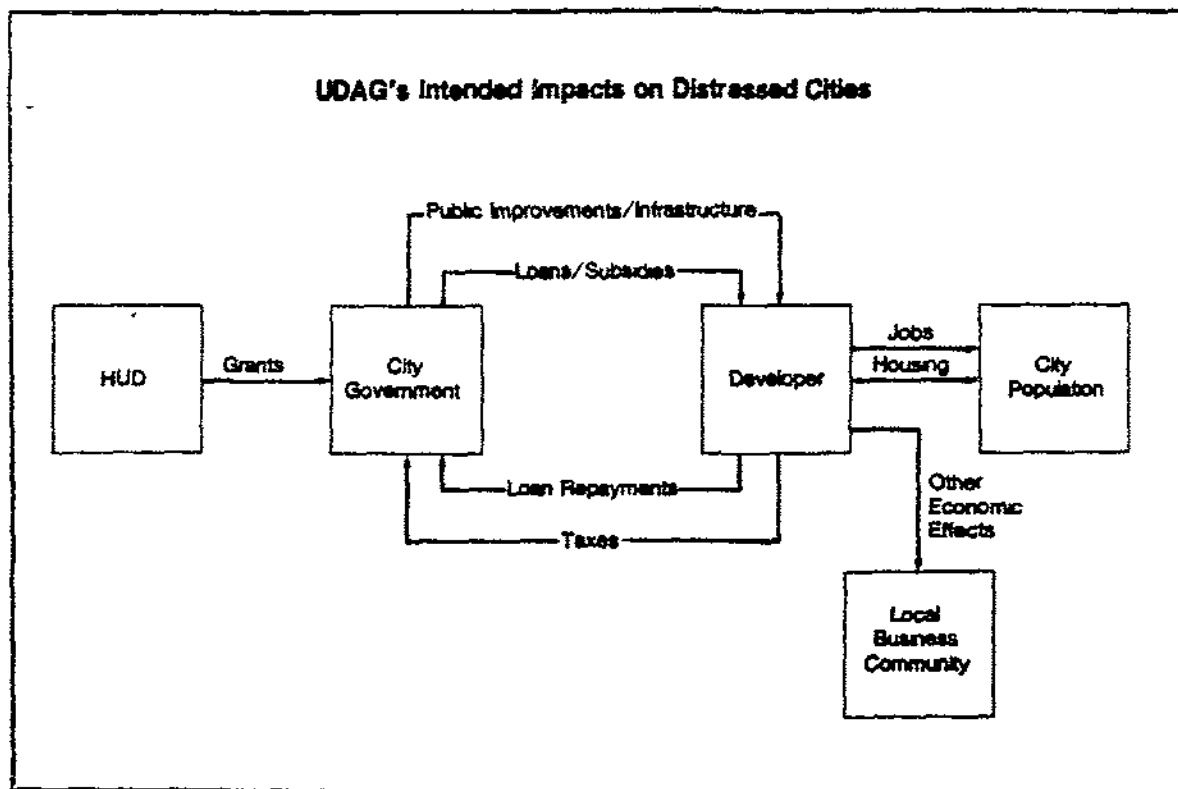 UDAG's Intended Impacts on Distressed Cities
Public Improvements/Infrastructure
Loans/Subsidies
HUD
Grants
City
Government
Developer
Jobs
Housing
City
Population
Loan Repayments
Taxes
Other
Economic
Effects
Local
Business
Community